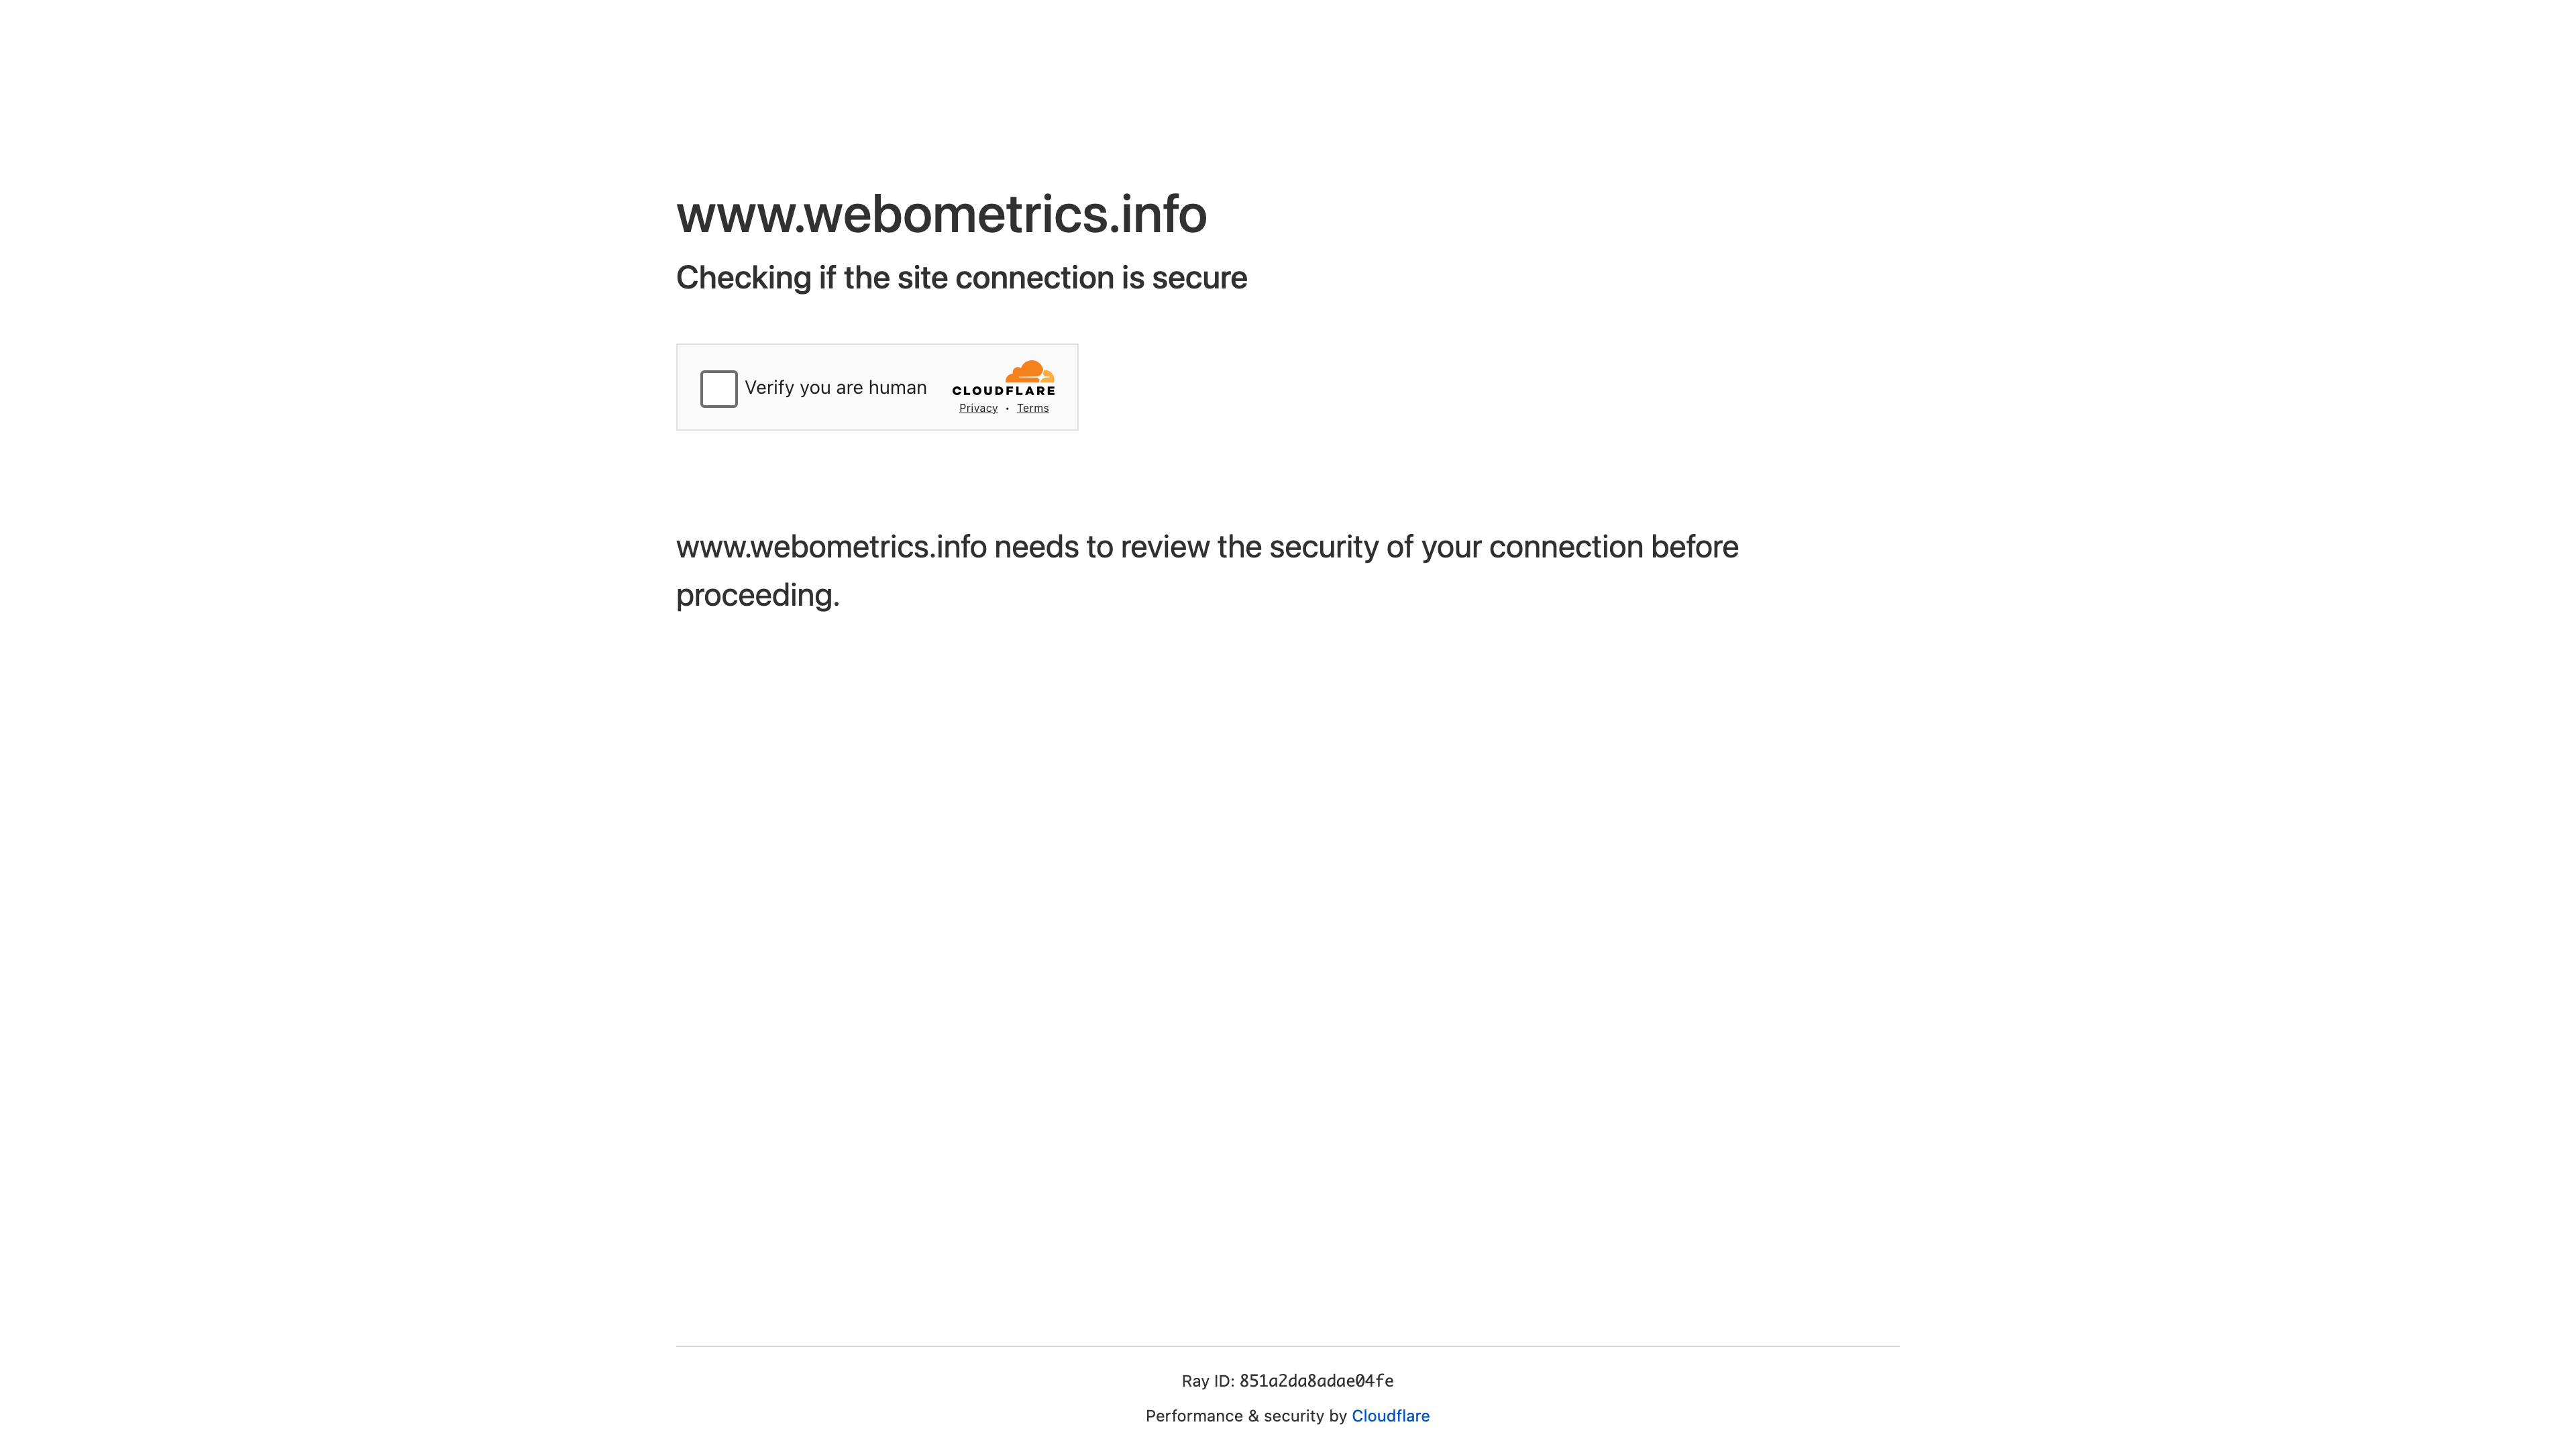 www.webometrics.info
Checking if the site connection is secure
Verify you are human
CLOUDFLARE
Privacy • Terms
www.webometrics.info needs to review the security of your connection before
proceeding.
Ray ID: 851a2da8adae04fe
Performance & security by Cloudflare